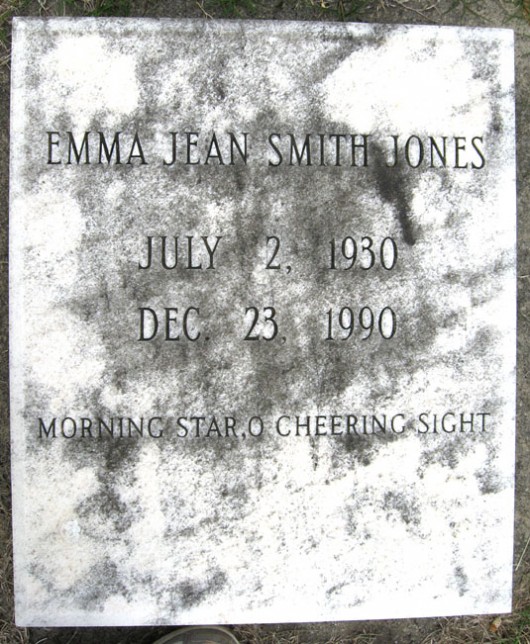 EMMA JEAN SMITH JONES
JULY 2, 1930
DEC. 23, 1990
MORNING STAR,O CHEERING SIGHT